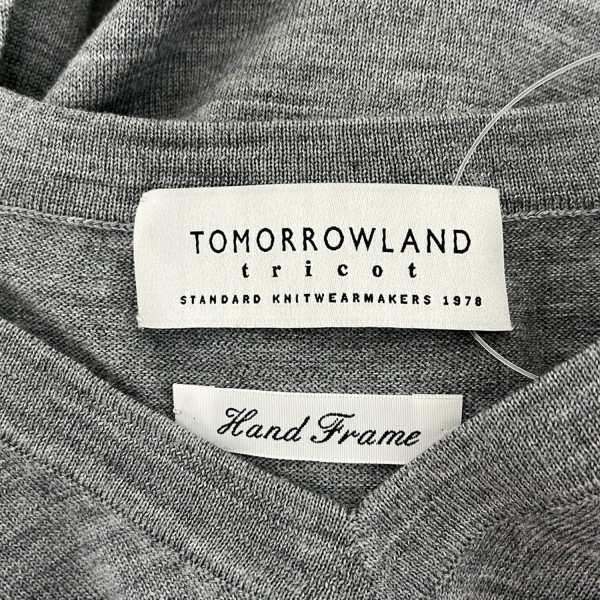 TOMORROWLAND
tricot
STANDARD KNITWEARMAKERS 1978
Hand Frame